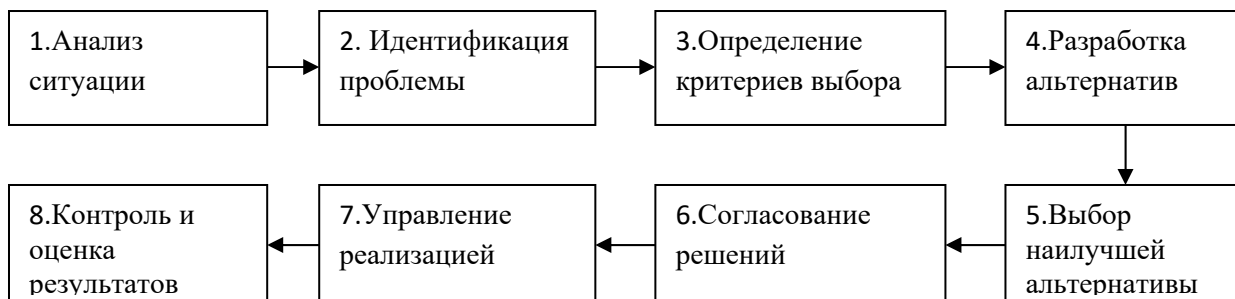 1.Анализ
ситуации
2. Идентификация
проблемы
3.Определение
критериев выбора
4.Разработка
альтернатив
5.Выбор
наилучшей
альтернативы
6.Согласование
решений
7.Управление
реализацией
8.Контроль и
оценка
результатов